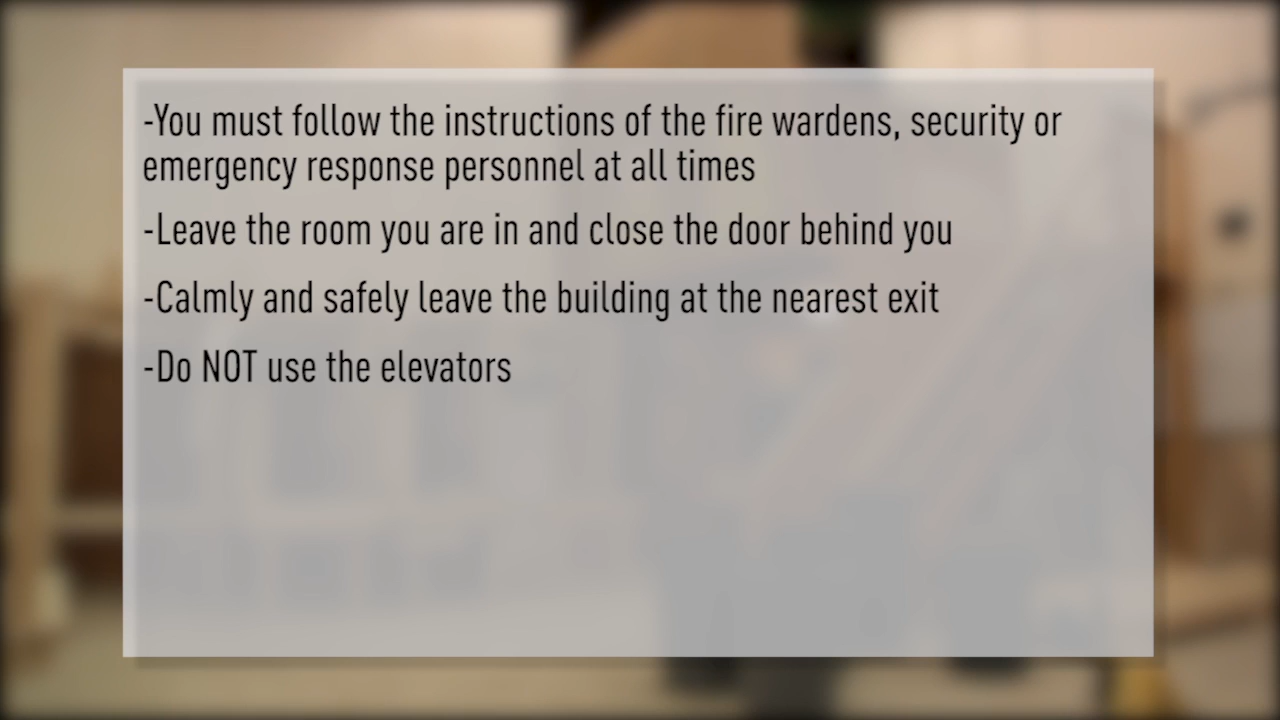 -You must follow the instructions of the fire wardens, security or
emergency response personnel at all times
-Leave the room you are in and close the door behind you
-Calmly and safely leave the building at the nearest exit
-Do NOT use the elevators